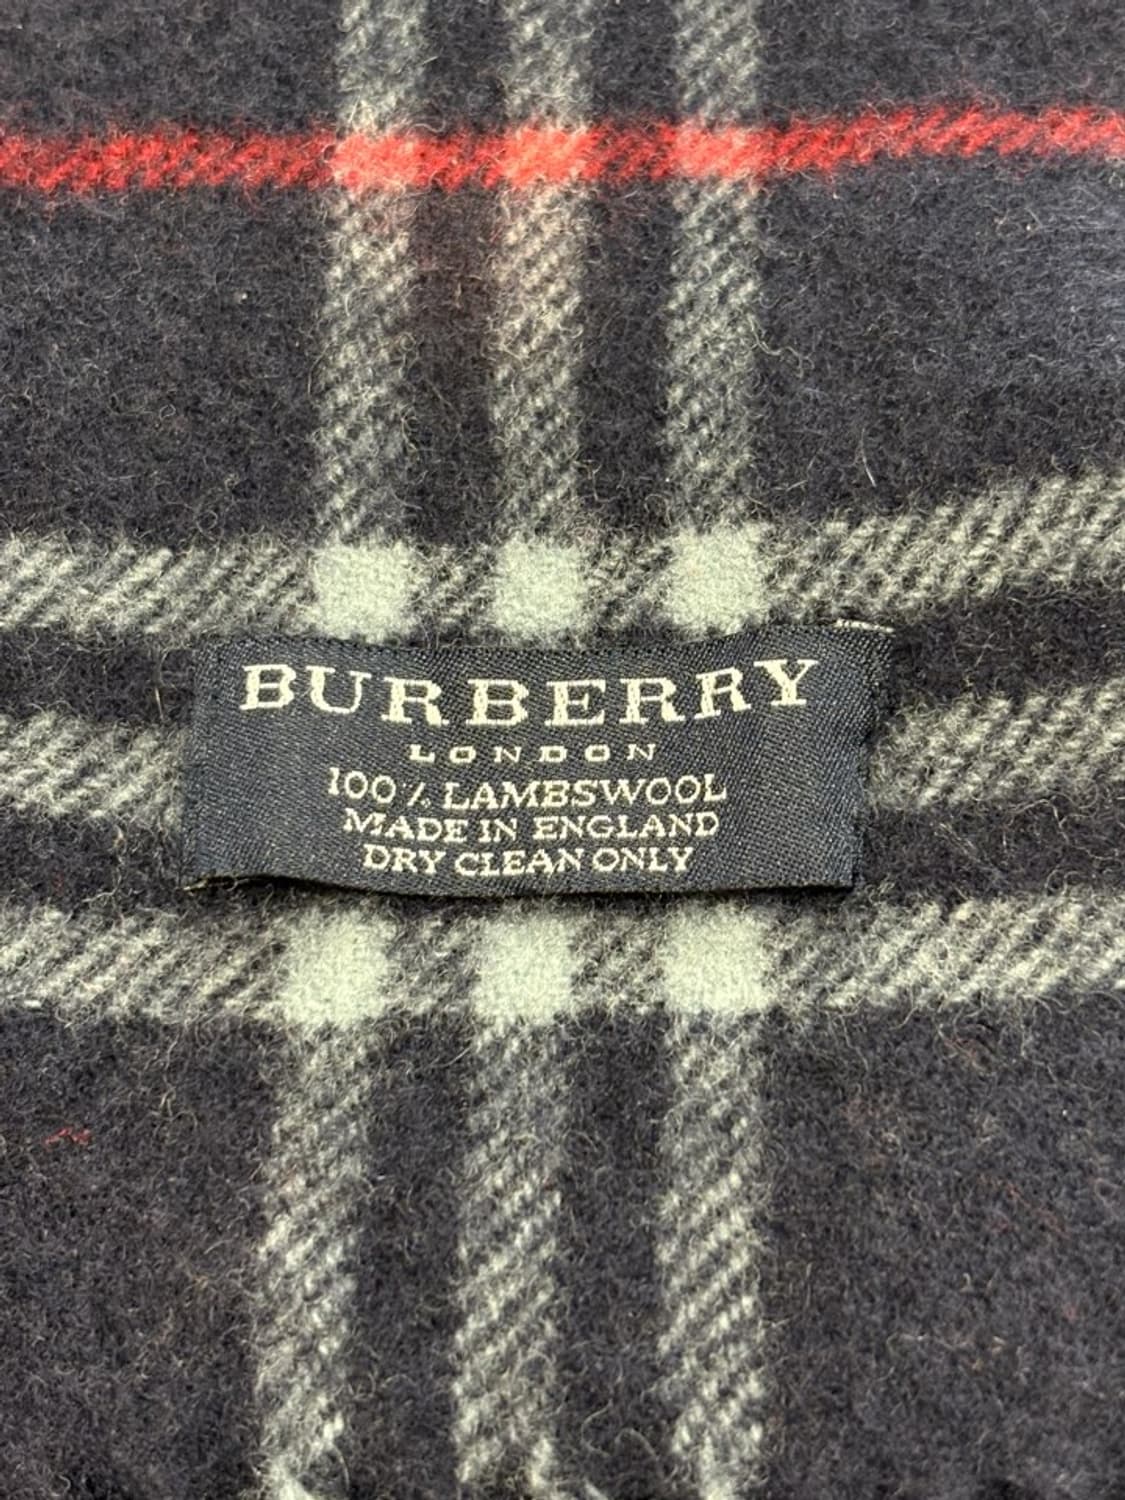 BURBERRY
LONDON
100% LAMBSWOOL
MADE IN ENGLAND
DRY CLEAN ONLY